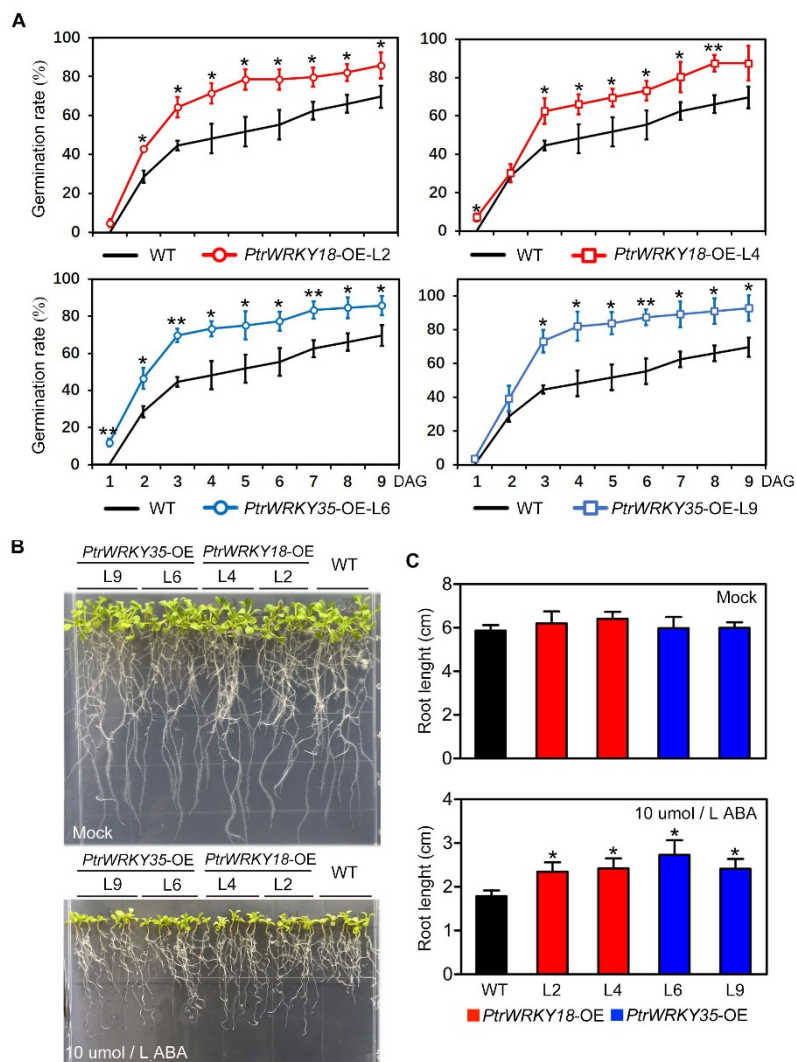 A
Germination rate (%)
100
80
60
40
20
0
* * * * * * * *
WT PtrWRKY18-OE-L2
100
80
60
40
20
0
* * * * * * ** 
WT PtrWRKY18-OE-L4
Germination rate (%)
100
80
60
40
20
0
** * ** * * * ** * *
1 2 3 4 5 6 7 8 9
WT PtrWRKY35-OE-L6
100
80
60
40
20
0
* * * ** * * *
1 2 3 4 5 6 7 8 9 DAG
WT PtrWRKY35-OE-L9
B
PtrWRKY35-OE PtrWRKY18-OE WT
L9 L6 L4 L2
Mock
PtrWRKY35-OE PtrWRKY18-OE WT
L9 L6 L4 L2
10 umol / L ABA
C
Root lenght (cm)
8
6
4
2
0
Mock
Root lenght (cm)
4
3
2
1
0
10 umol / L ABA
* * * *
WT L2 L4 L6 L9
PtrWRKY18-OE PtrWRKY35-OE